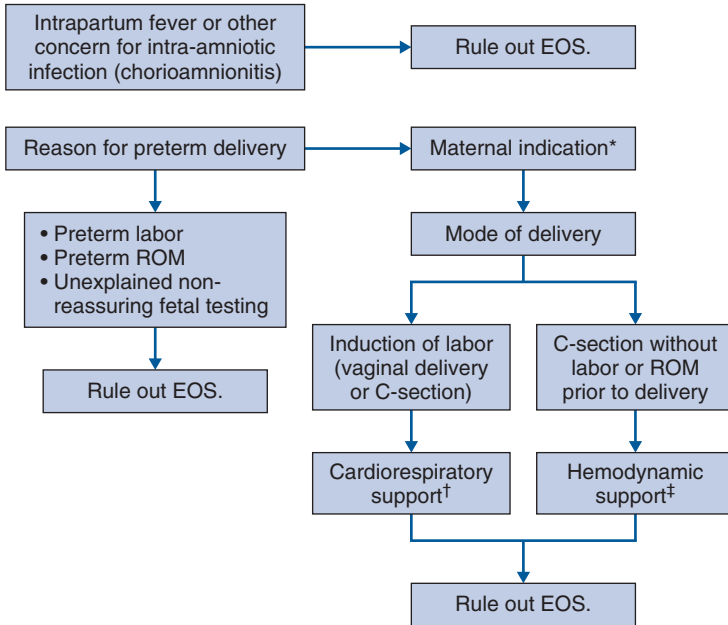 Intrapartum fever or other
concern for intra-amniotic
infection (chorioamnionitis)
Rule out EOS.
Reason for preterm delivery
Maternal indication*
• Preterm labor
• Preterm ROM
• Unexplained non-
reassuring fetal testing
Rule out EOS.
Mode of delivery
Induction of labor
(vaginal delivery
or C-section)
C-section without
labor or ROM
prior to delivery
Cardiorespiratory
support†
Hemodynamic
support‡
Rule out EOS.